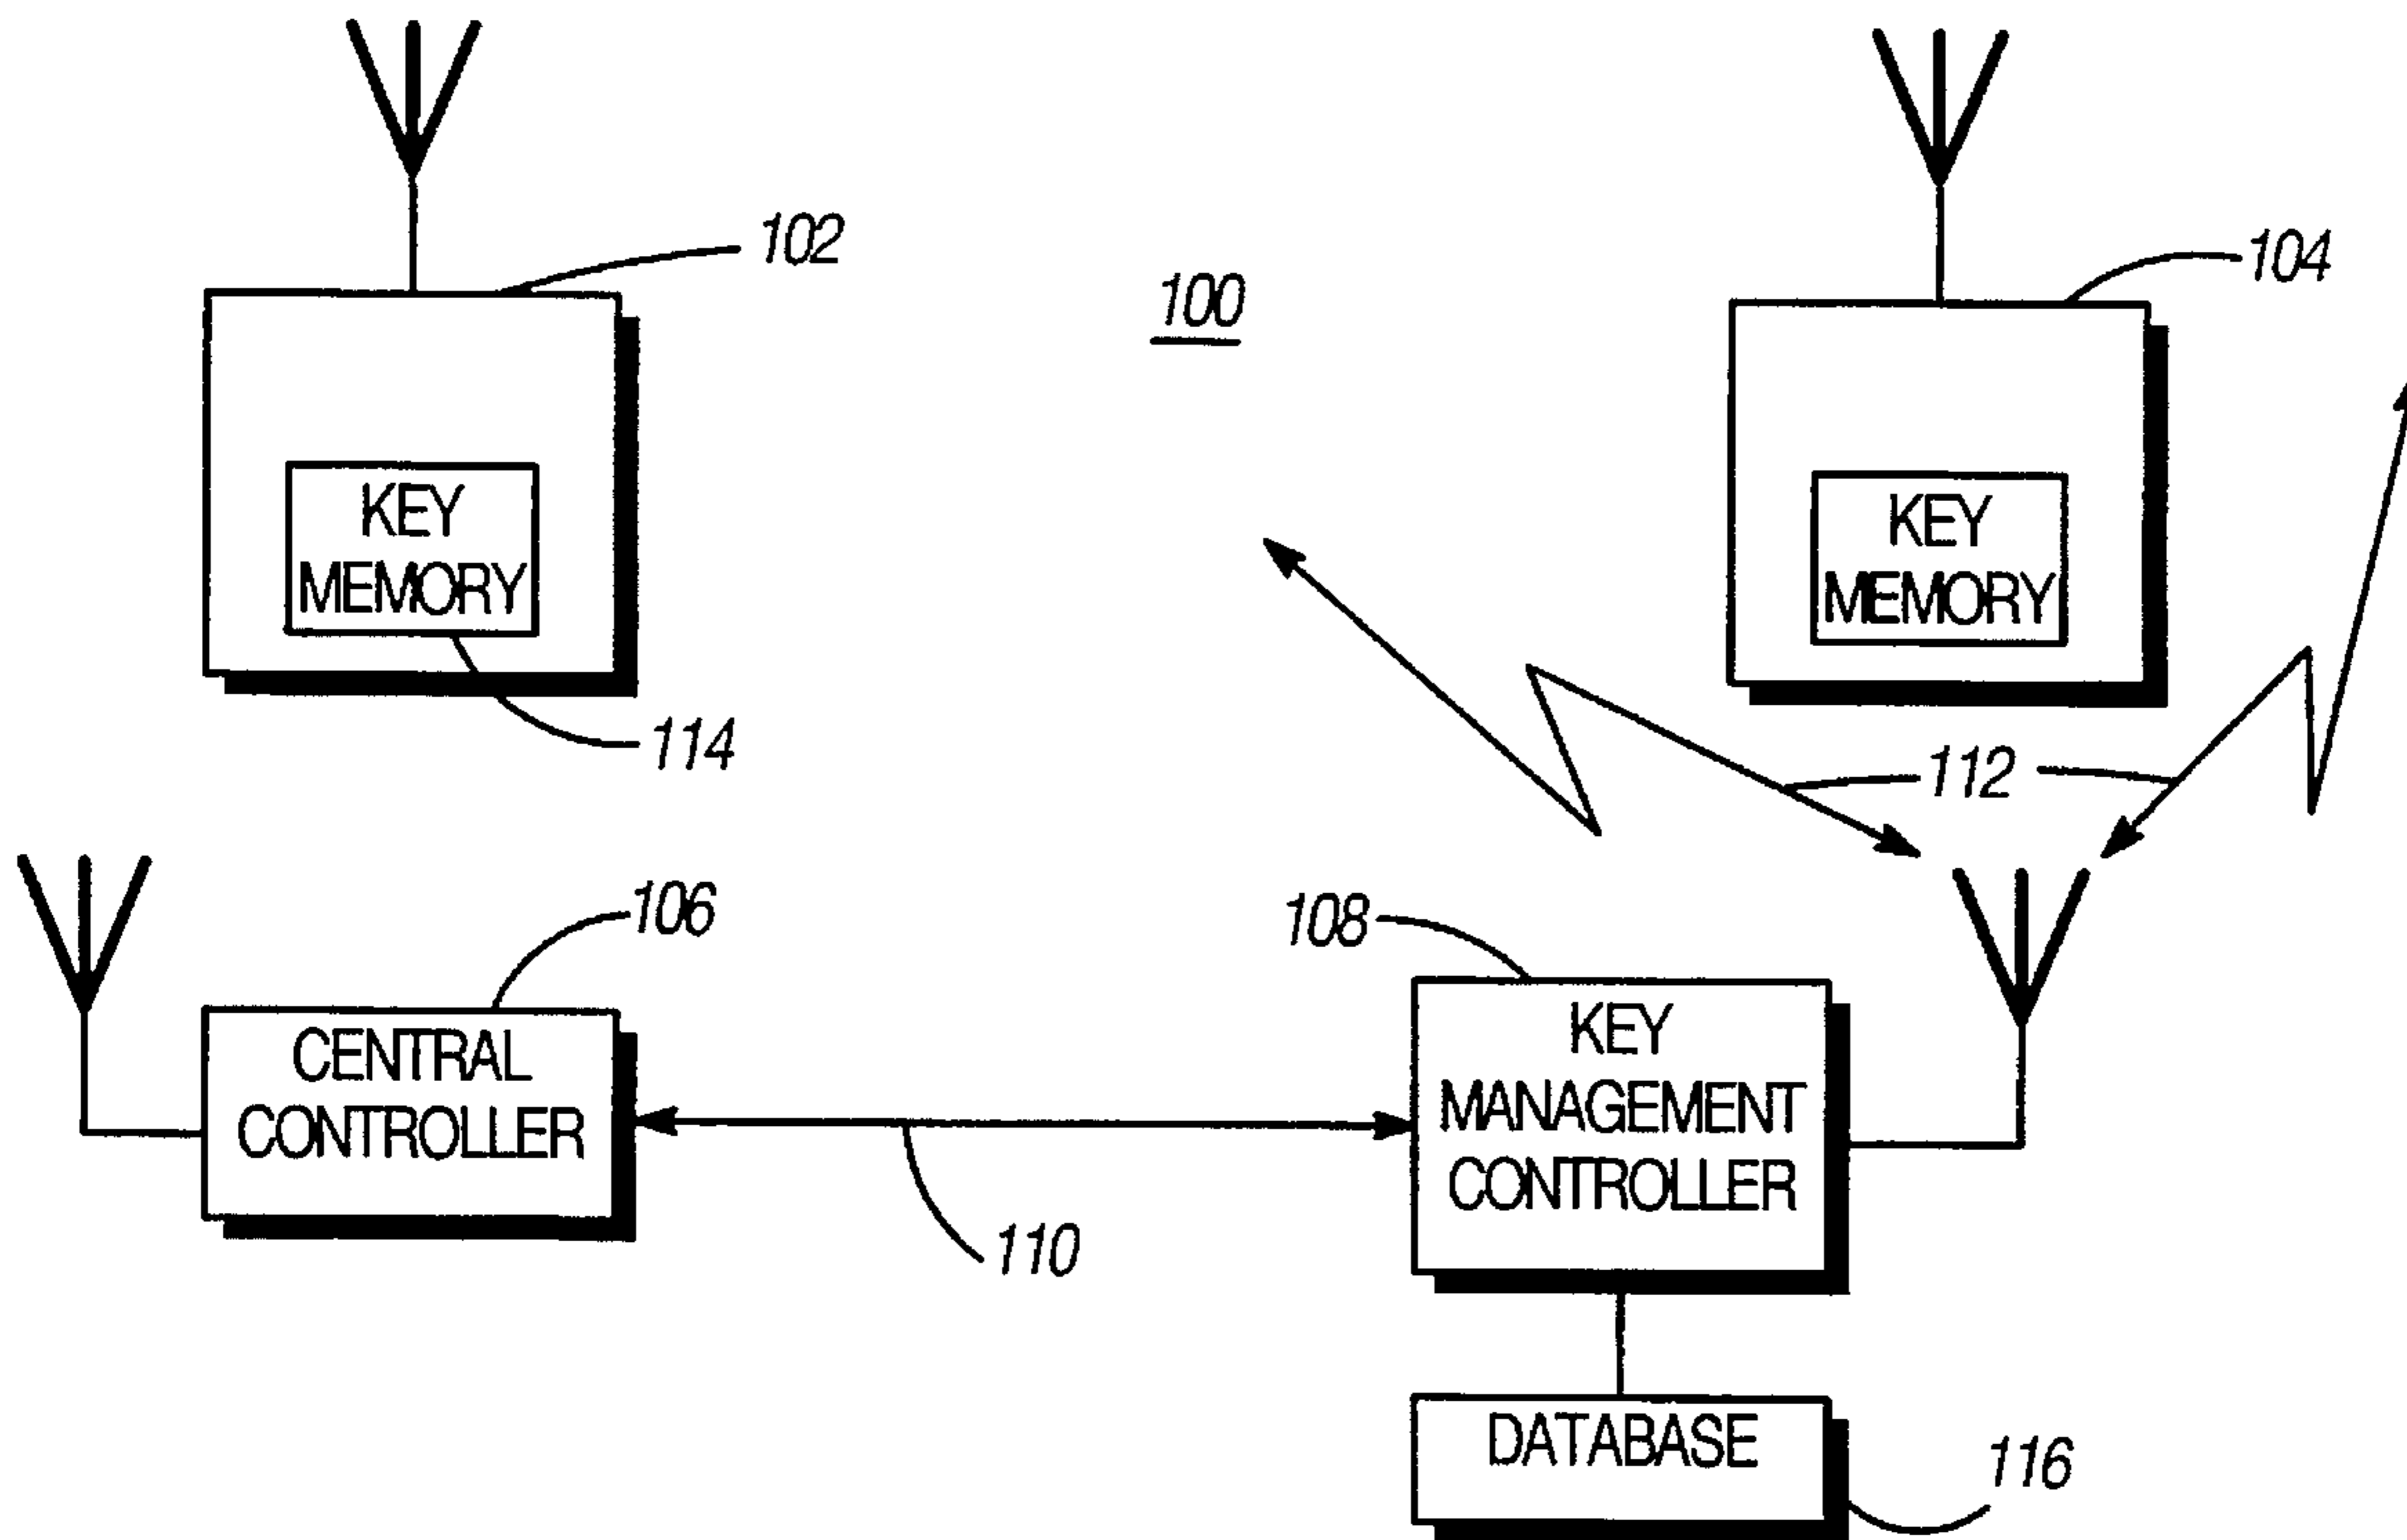 102
104
100
KEY
MEMORY
KEY
MEMORY
114
112
106
108
CENTRAL
CONTROLLER
KEY
MANAGEMENT
CONTROLLER
110
DATABASE
116